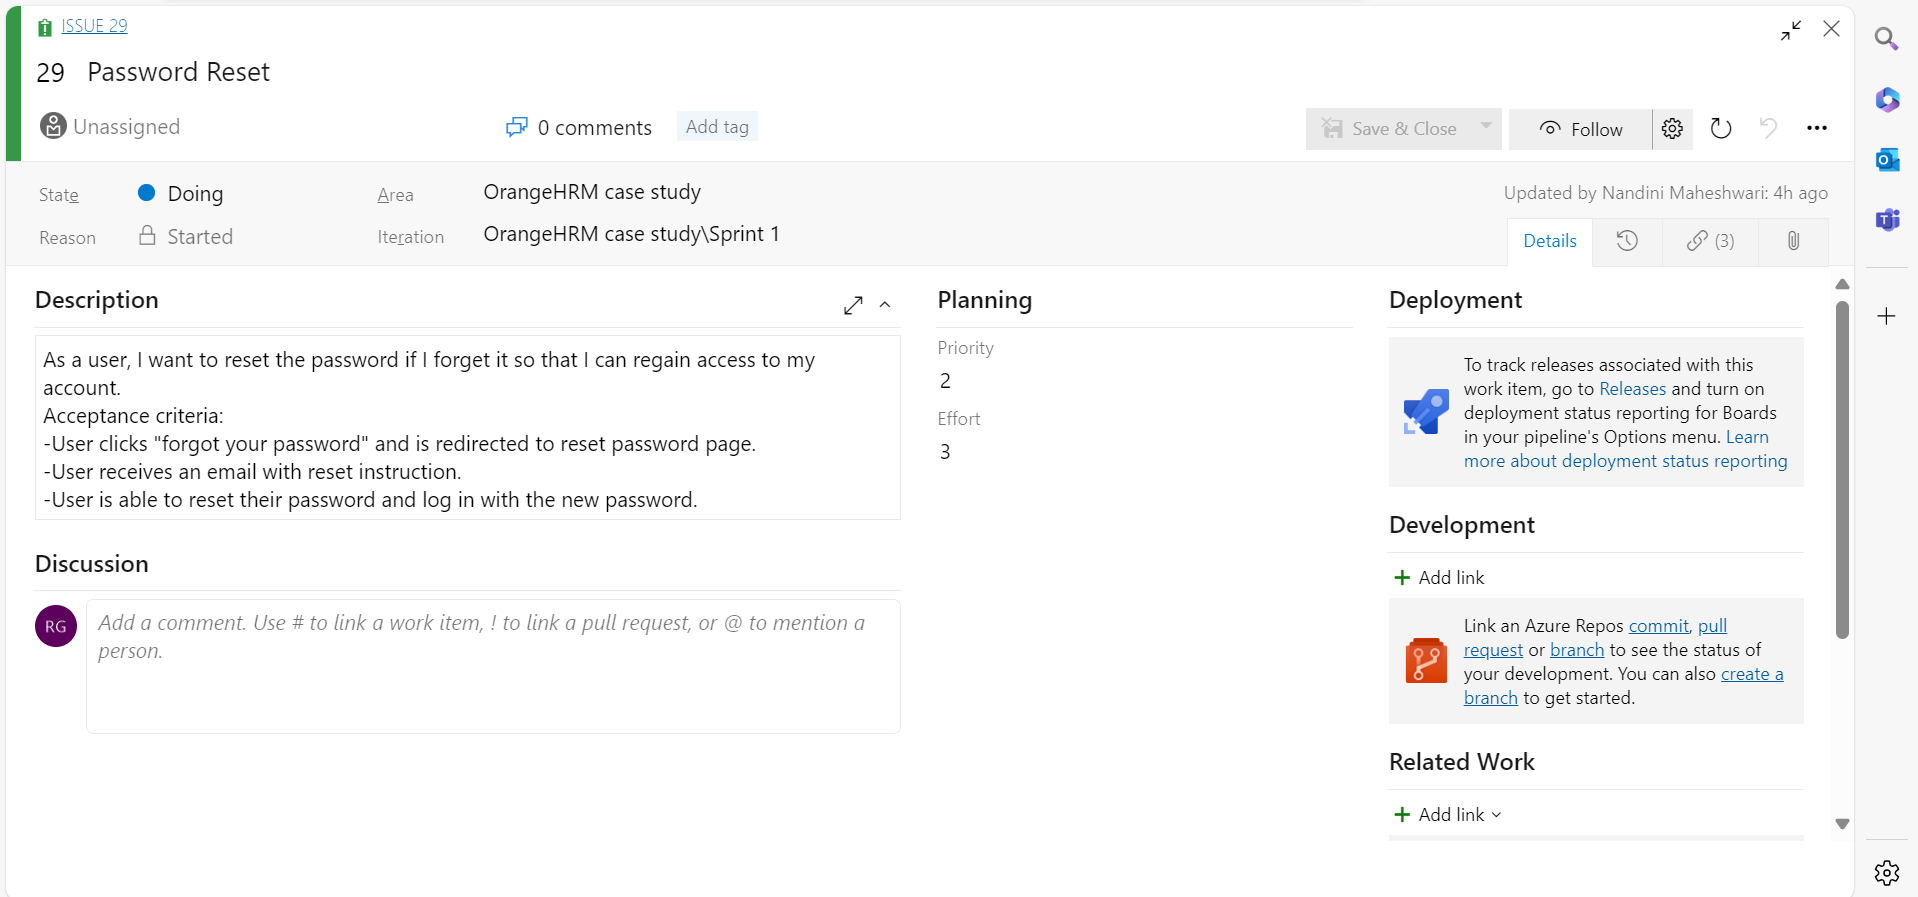 ISSUE 29
29 Password Reset
Unassigned
0 comments
Add tag
Save & Close
Follow
State
Doing
Area
OrangeHRM case study
Updated by Nandini Maheshwari: 4h ago
Reason
Started
Iteration
OrangeHRM case study\Sprint 1
Details
(3)
Description
As a user, I want to reset the password if I forget it so that I can regain access to my
account.
Acceptance criteria:
-User clicks "forgot your password" and is redirected to reset password page.
-User receives an email with reset instruction.
-User is able to reset their password and log in with the new password.
Discussion
RG
Add a comment. Use # to link a work item, ! to link a pull request, or @ to mention a
person.
Planning
Priority
2
Effort
3
Deployment
To track releases associated with this
work item, go to Releases and turn on
deployment status reporting for Boards
in your pipeline's Options menu. Learn
more about deployment status reporting
Development
Add link
Link an Azure Repos commit, pull
request or branch to see the status of
your development. You can also create a
branch to get started.
Related Work
Add link